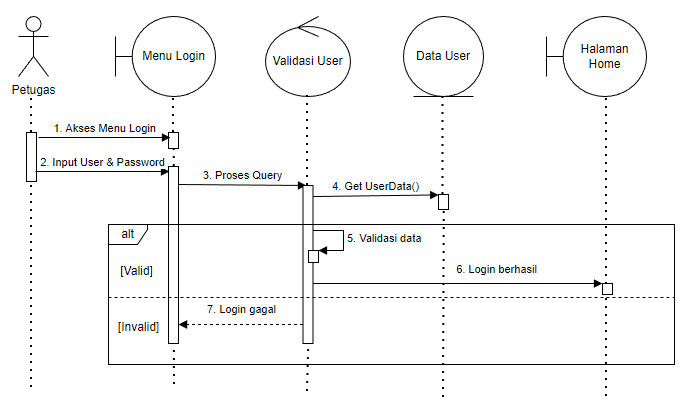 Petugas
Menu Login
Validasi User
Data User
Halaman
Home
1. Akses Menu Login
2. Input User & Password
3. Proses Query
4. Get UserData()
alt
5. Validasi data
[Valid]
6. Login berhasil
7. Login gagal
[Invalid]